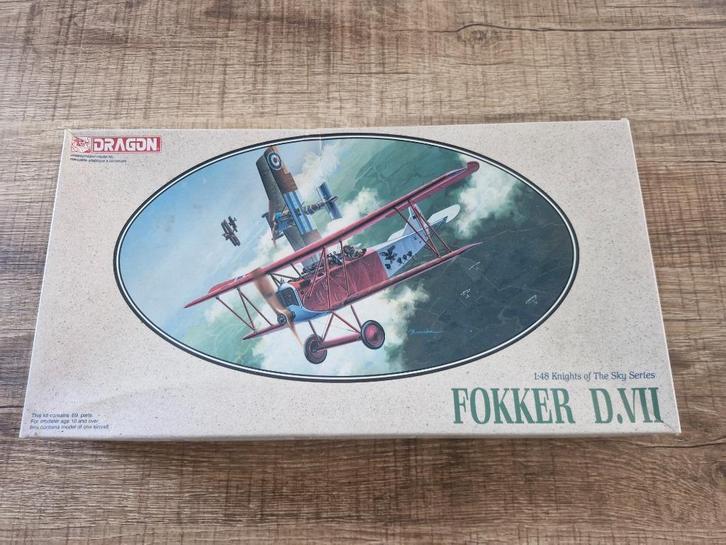 DRAGON
1:48 Knights of The Sky Series
FOKKER D.VII
This kit contains 69 parts.
For modeler age 10 and over